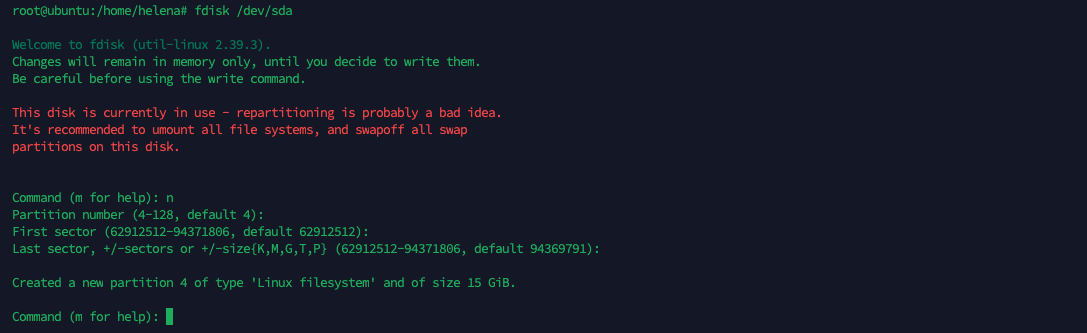 root@ubuntu:/home/helena# fdisk /dev/sda
Welcome to fdisk (util-linux 2.39.3).
Changes will remain in memory only, until you decide to write them.
Be careful before using the write command.
This disk is currently in use - repartitioning is probably a bad idea.
It's recommended to umount all file systems, and swapoff all swap
partitions on this disk.
Command (m for help): n
Partition number (4-128, default 4):
First sector (62912512-94371806, default 62912512):
Last sector, +/-sectors or +/-size{K,M,G,T,P} (62912512-94371806, default 94369791):
Created a new partition 4 of type 'Linux filesystem' and of size 15 GiB.
Command (m for help):